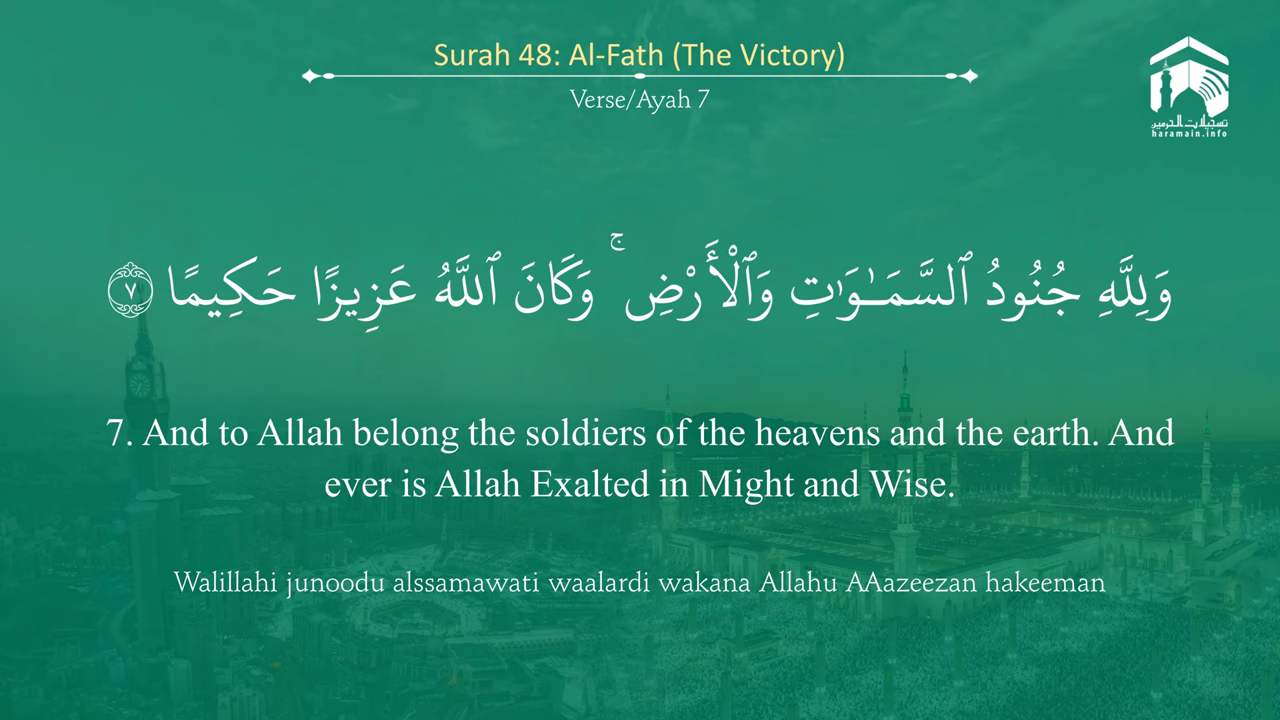 Surah 48: Al-Fath (The Victory)
Verse/Ayah 7
تسجيلات الحرمين
haramain.info
وَلِلَّهِ جُنُودُ ٱلسَّمَـٰوَٰتِ وَٱلْأَرْضِ ۚ وَكَانَ ٱللَّهُ عَزِيزًا حَكِيمًا ٧
7. And to Allah belong the soldiers of the heavens and the earth. And
ever is Allah Exalted in Might and Wise.
Walillahi junoodu alssamawati waalardi wakana Allahu AAazeezan hakeeman